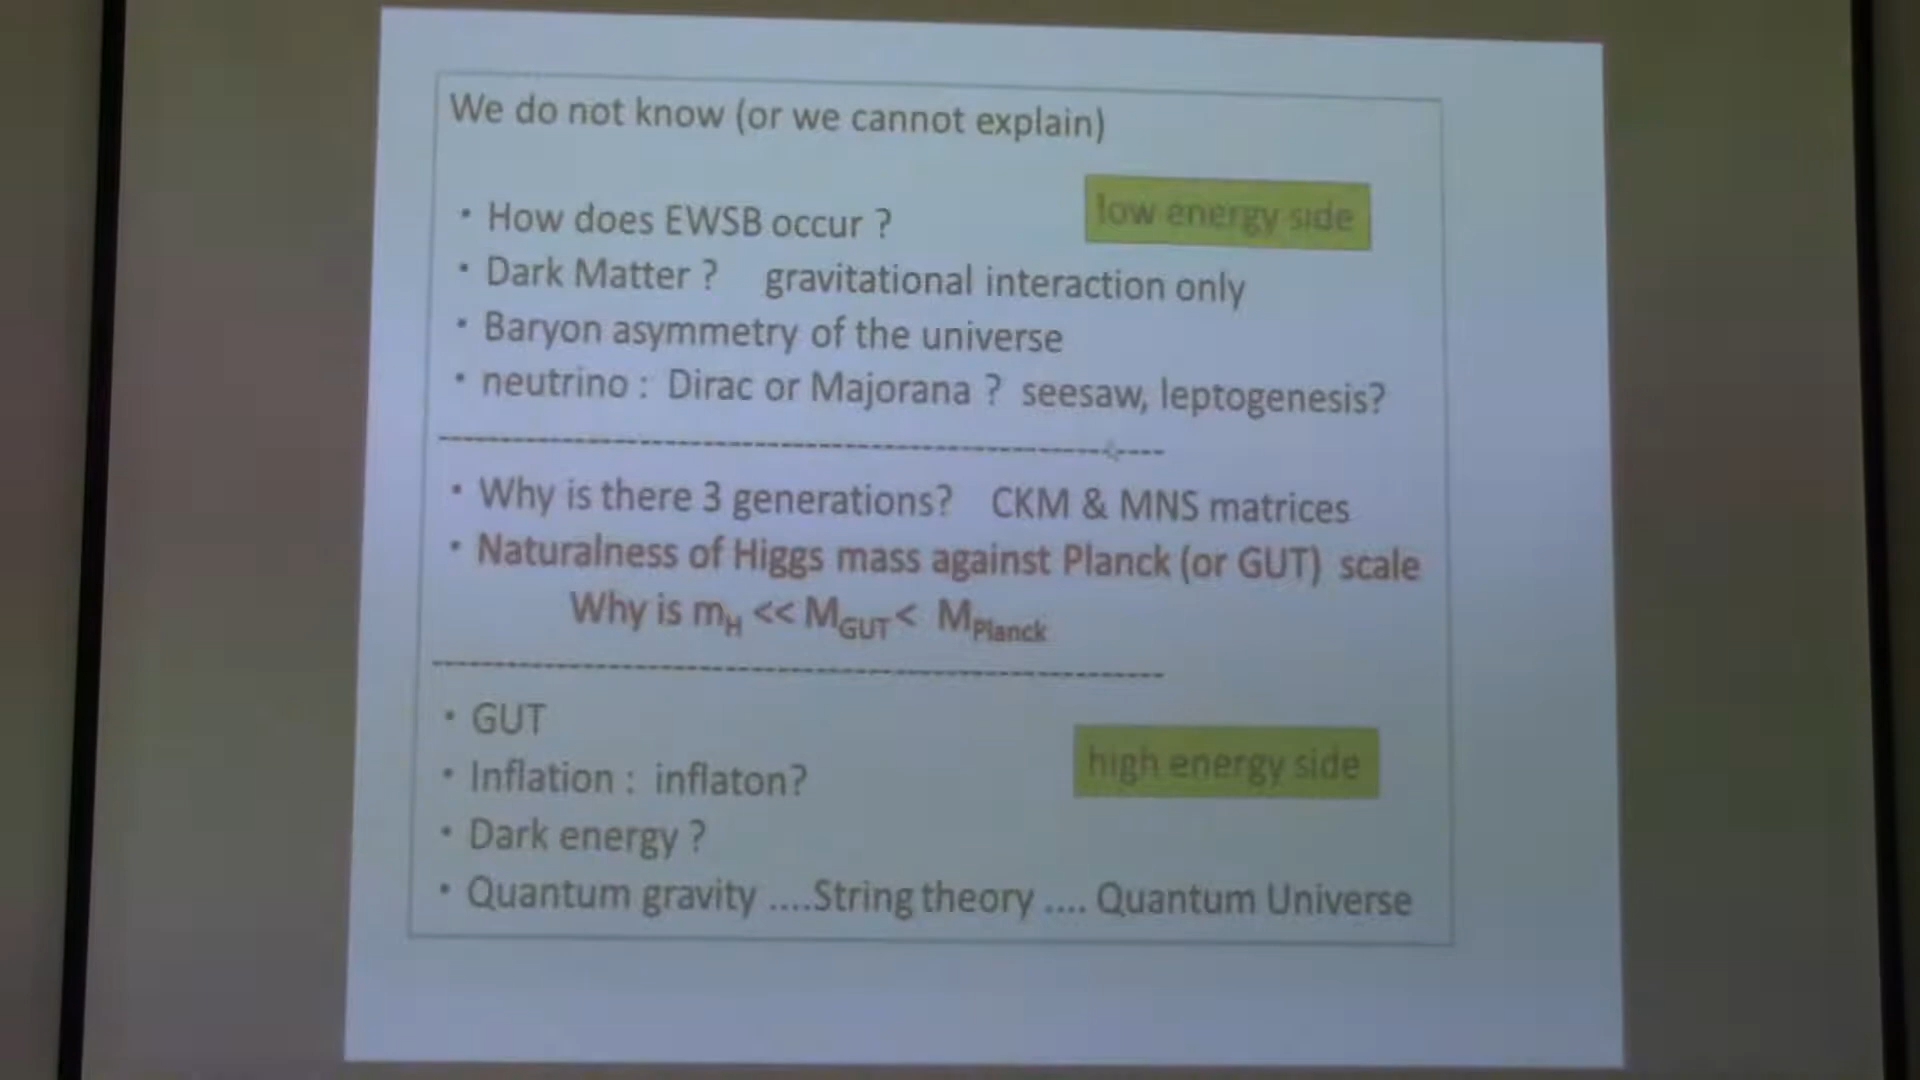 We do not know (or we cannot explain)
low energy side
• How does EWSB occur ?
• Dark Matter ? gravitational interaction only
• Baryon asymmetry of the universe
• neutrino : Dirac or Majorana ? seesaw, leptogenesis?
• Why is there 3 generations? CKM & MNS matrices
• Naturalness of Higgs mass against Planck (or GUT) scale
Why is mH << MGUT < MPlanck
• GUT
high energy side
• Inflation : inflaton?
• Dark energy ?
• Quantum gravity ....String theory .... Quantum Universe